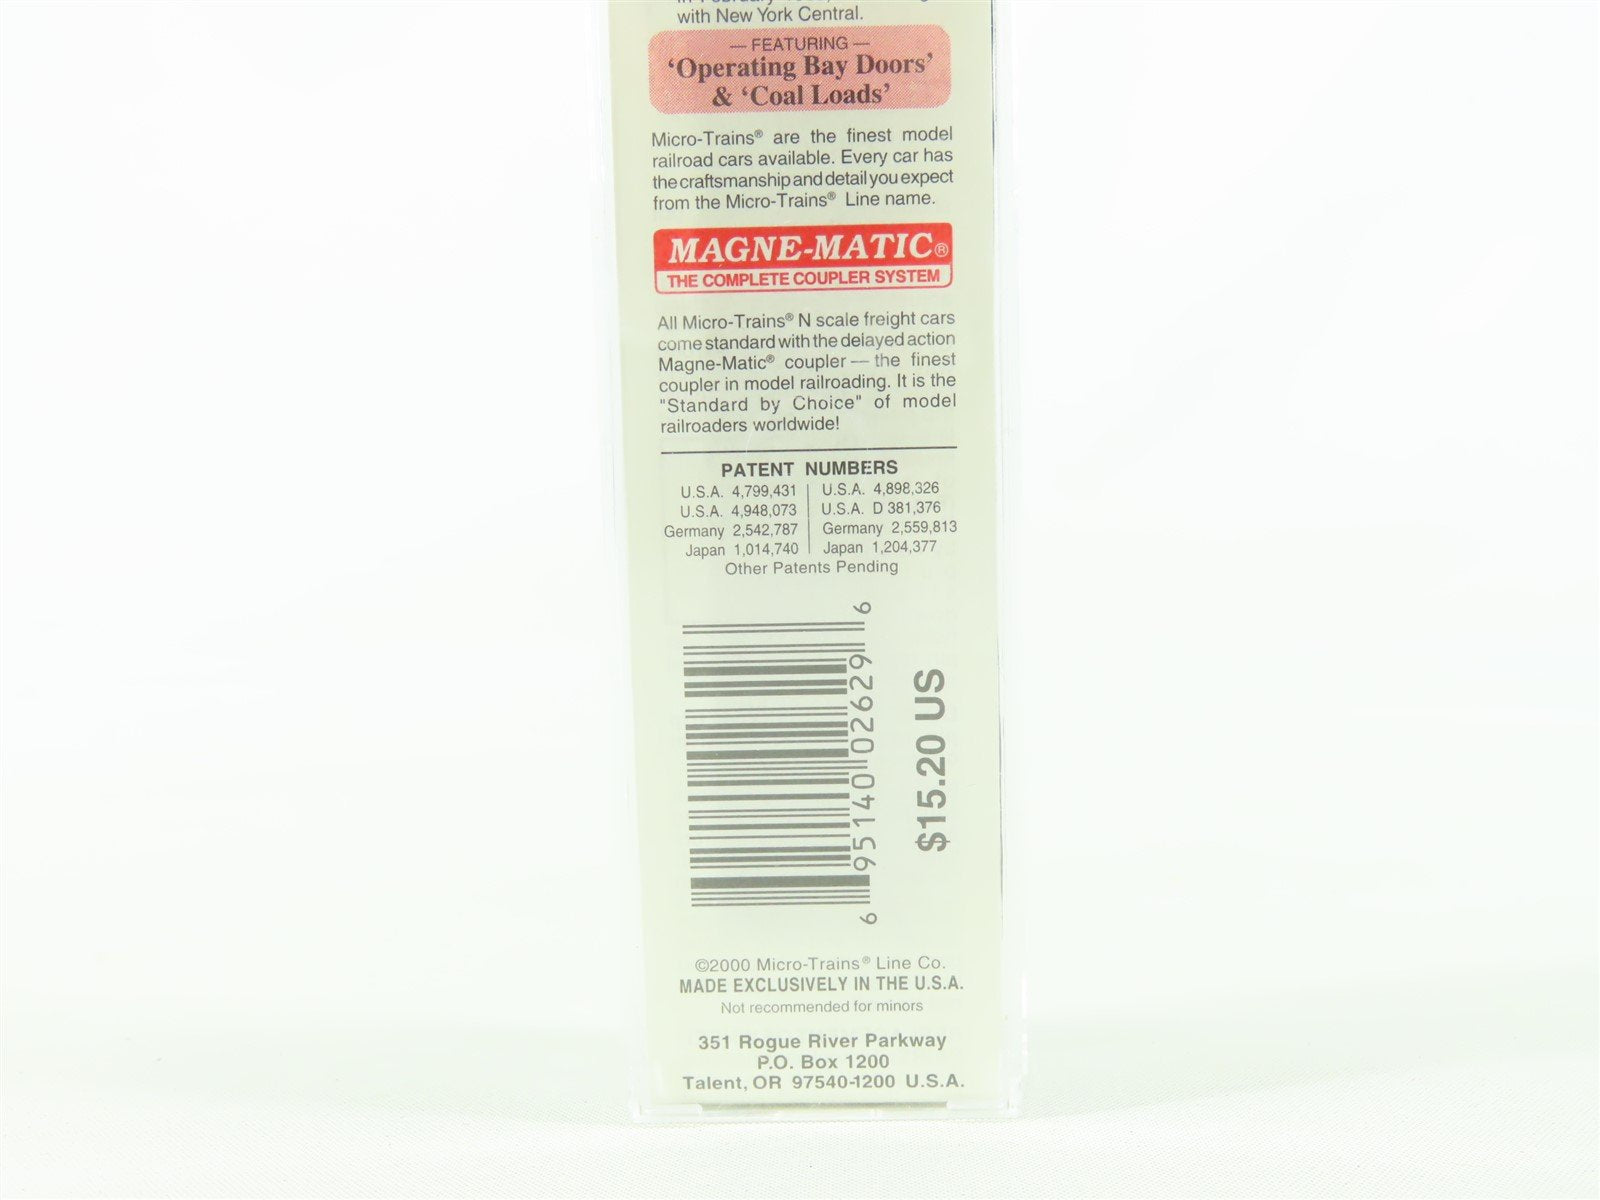 with New York Central.
— FEATURING —
‘Operating Bay Doors’
& ‘Coal Loads’
Micro-Trains® are the finest model
railroad cars available. Every car has
the craftsmanship and detail you expect
from the Micro-Trains® Line name.
MAGNE-MATIC®
THE COMPLETE COUPLER SYSTEM
All Micro-Trains® N scale freight cars
come standard with the delayed action
Magne-Matic® coupler — the finest
coupler in model railroading. It is the
"Standard by Choice" of model
railroaders worldwide!
PATENT NUMBERS
U.S.A. 4,799,431 U.S.A. 4,898,326
U.S.A. 4,948,073 U.S.A. D 381,376
Germany 2,542,787 Germany 2,559,813
Japan 1,014,740 Japan 1,204,377
Other Patents Pending
6 95140 02629 6
$15.20 US
©2000 Micro-Trains® Line Co.
MADE EXCLUSIVELY IN THE U.S.A.
Not recommended for minors
351 Rogue River Parkway
P.O. Box 1200
Talent, OR 97540-1200 U.S.A.